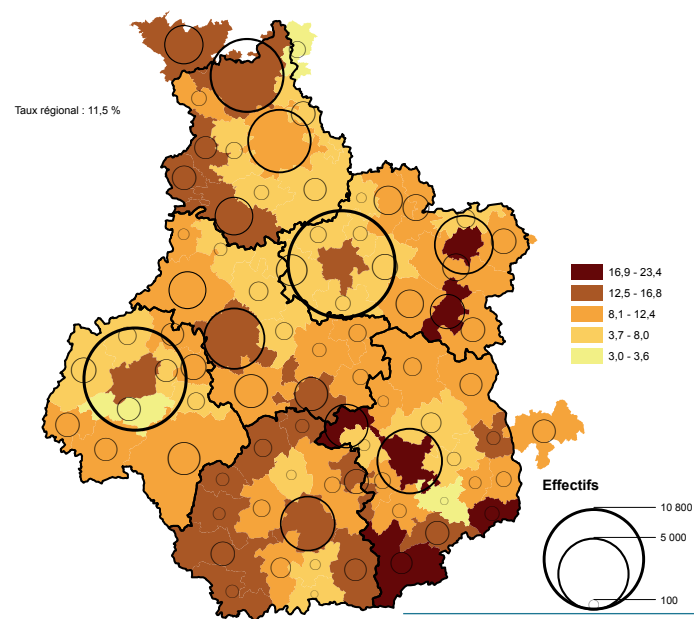 Taux régional : 11,5 %
16,9 - 23,4
12,5 - 16,8
8,1 - 12,4
3,7 - 8,0
3,0 - 3,6
Effectifs
10 800
5 000
100